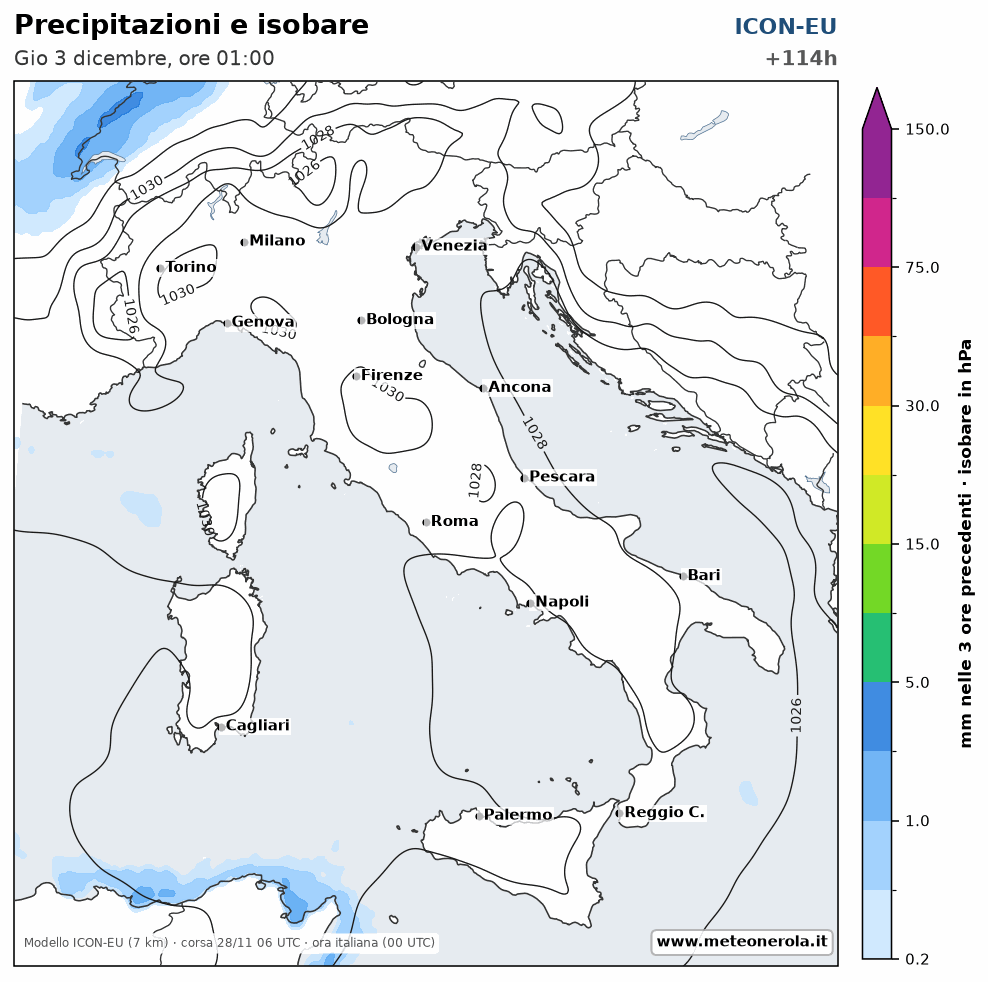 Precipitazioni e isobare
ICON-EU
Gio 3 dicembre, ore 01:00
+114h
1028
1026
1030
Milano
Venezia
Torino
1030
1026
Genova
1030
Bologna
Firenze
1030
Ancona
1028
1028
Pescara
1030
Roma
Bari
Napoli
1026
Cagliari
Palermo
Reggio C.
Modello ICON-EU (7 km) · corsa 28/11 06 UTC · ora italiana (00 UTC)
www.meteonerola.it
150.0
75.0
30.0
15.0
5.0
1.0
0.2
mm nelle 3 ore precedenti · isobare in hPa